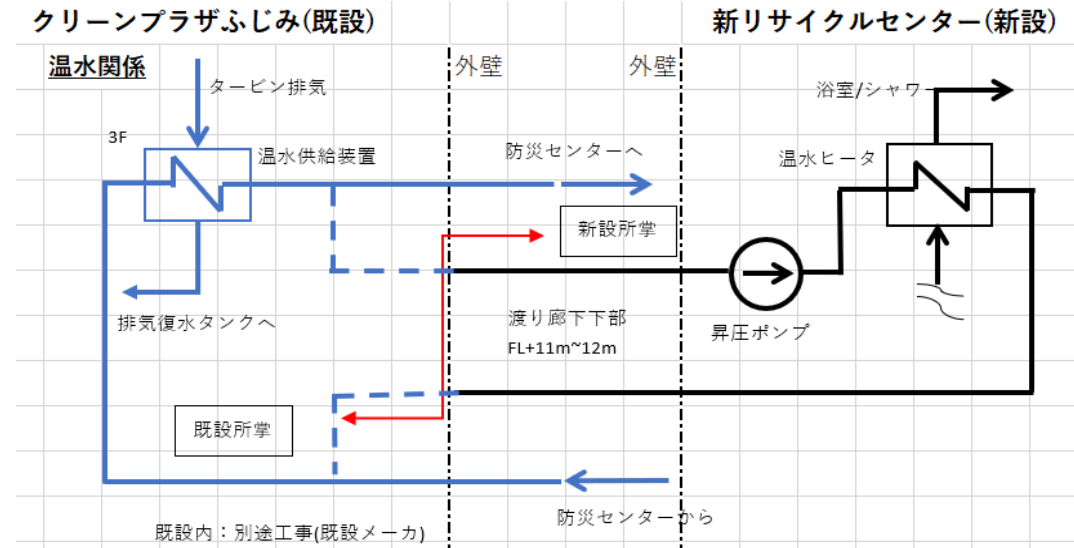 クリーンプラザふじみ(既設)
新リサイクルセンター(新設)
温水関係
外壁
外壁
タービン排気
浴室/シャワー
3F
温水供給装置
防災センターへ
温水ヒータ
新設所掌
排気復水タンクへ
渡り廊下下部
FL+11m~12m
昇圧ポンプ
既設所掌
防災センターから
既設内：別途工事(既設メーカ)